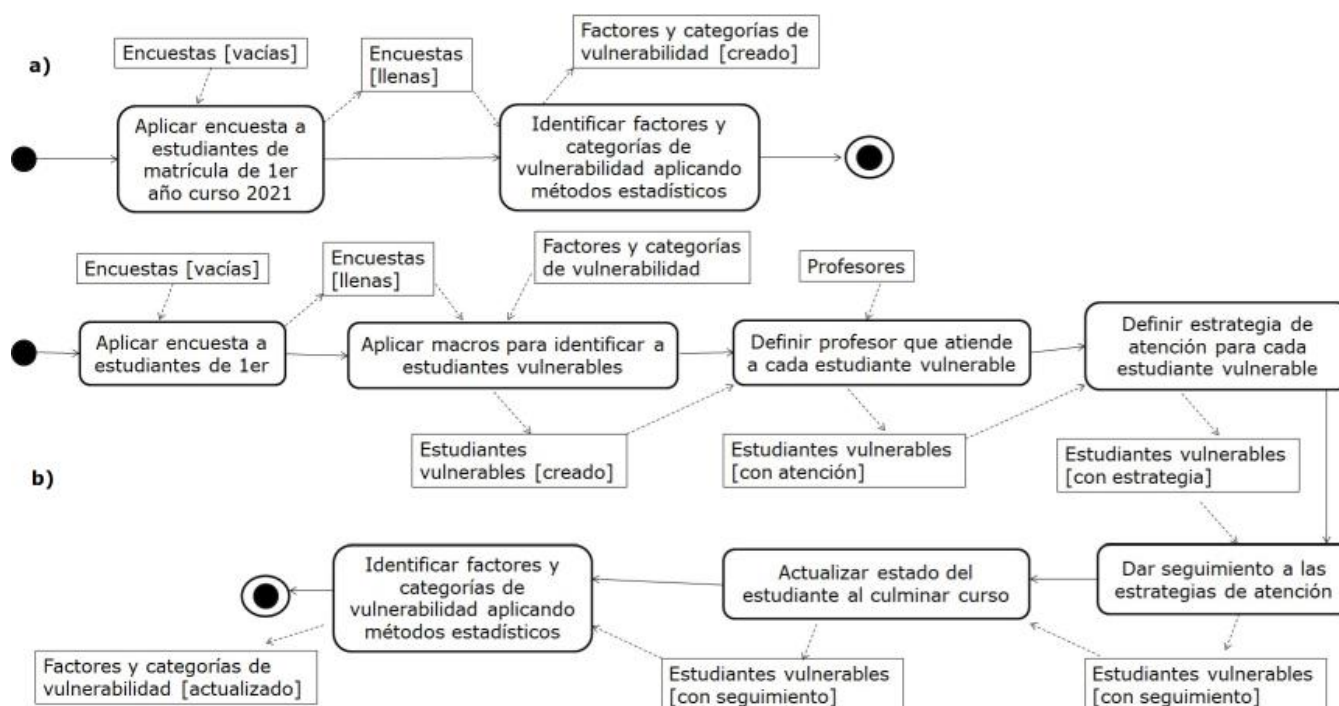 a)
Encuestas [vacías]
Encuestas
[llenas]
Factores y categorías de
vulnerabilidad [creado]
Aplicar encuesta a
estudiantes de
matrícula de 1er
año curso 2021
Identificar factores y
categorías de
vulnerabilidad aplicando
métodos estadísticos
Encuestas [vacías]
Encuestas
[llenas]
Factores y categorías
de vulnerabilidad
Profesores
Aplicar encuesta a
estudiantes de 1er
Aplicar macros para identificar a
estudiantes vulnerables
Definir profesor que atiende
a cada estudiante vulnerable
Definir estrategia de
atención para cada
estudiante vulnerable
Estudiantes
vulnerables [creado]
Estudiantes vulnerables
[con atención]
Estudiantes vulnerables
[con estrategia]
b)
Identificar factores y
categorías de
vulnerabilidad aplicando
métodos estadísticos
Actualizar estado del
estudiante al culminar curso
Dar seguimiento a las
estrategias de atención
Factores y categorías de
vulnerabilidad [actualizado]
Estudiantes vulnerables
[con seguimiento]
Estudiantes vulnerables
[con seguimiento]